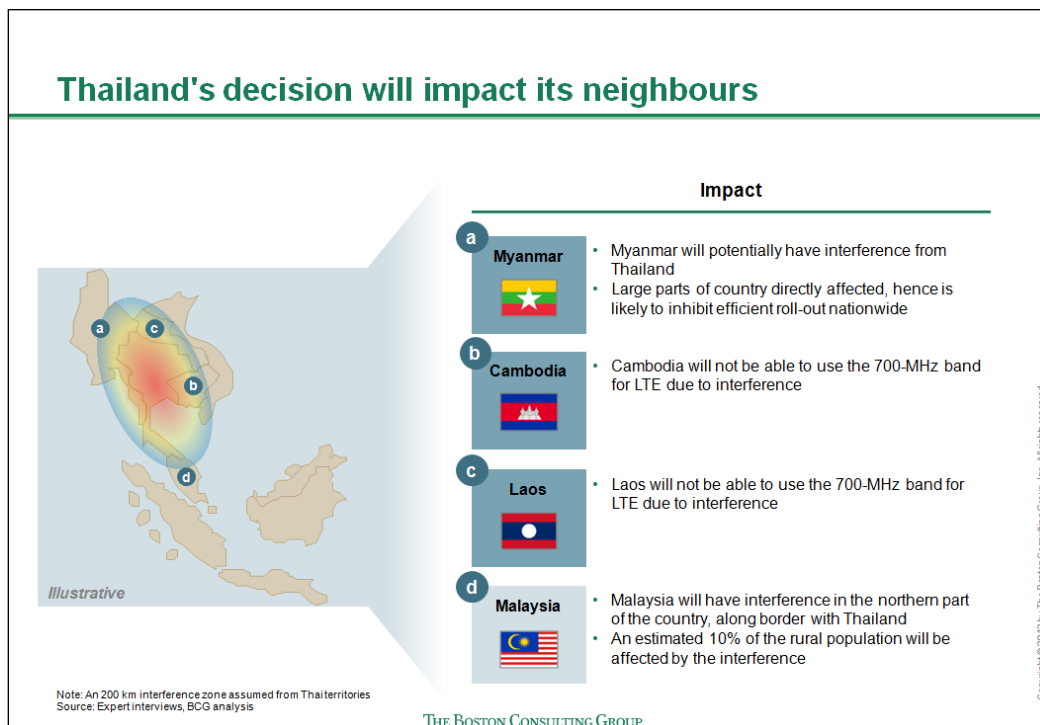 Thailand's decision will impact its neighbours
Impact
a
Myanmar
• Myanmar will potentially have interference from
Thailand
• Large parts of country directly affected, hence is
likely to inhibit efficient roll-out nationwide
b
Cambodia
• Cambodia will not be able to use the 700-MHz band
for LTE due to interference
c
Laos
• Laos will not be able to use the 700-MHz band for
LTE due to interference
d
Malaysia
• Malaysia will have interference in the northern part
of the country, along border with Thailand
• An estimated 10% of the rural population will be
affected by the interference
a
c
b
d
Illustrative
Note: An 200 km interference zone assumed from Thai territories
Source: Expert interviews, BCG analysis
THE BOSTON CONSULTING GROUP